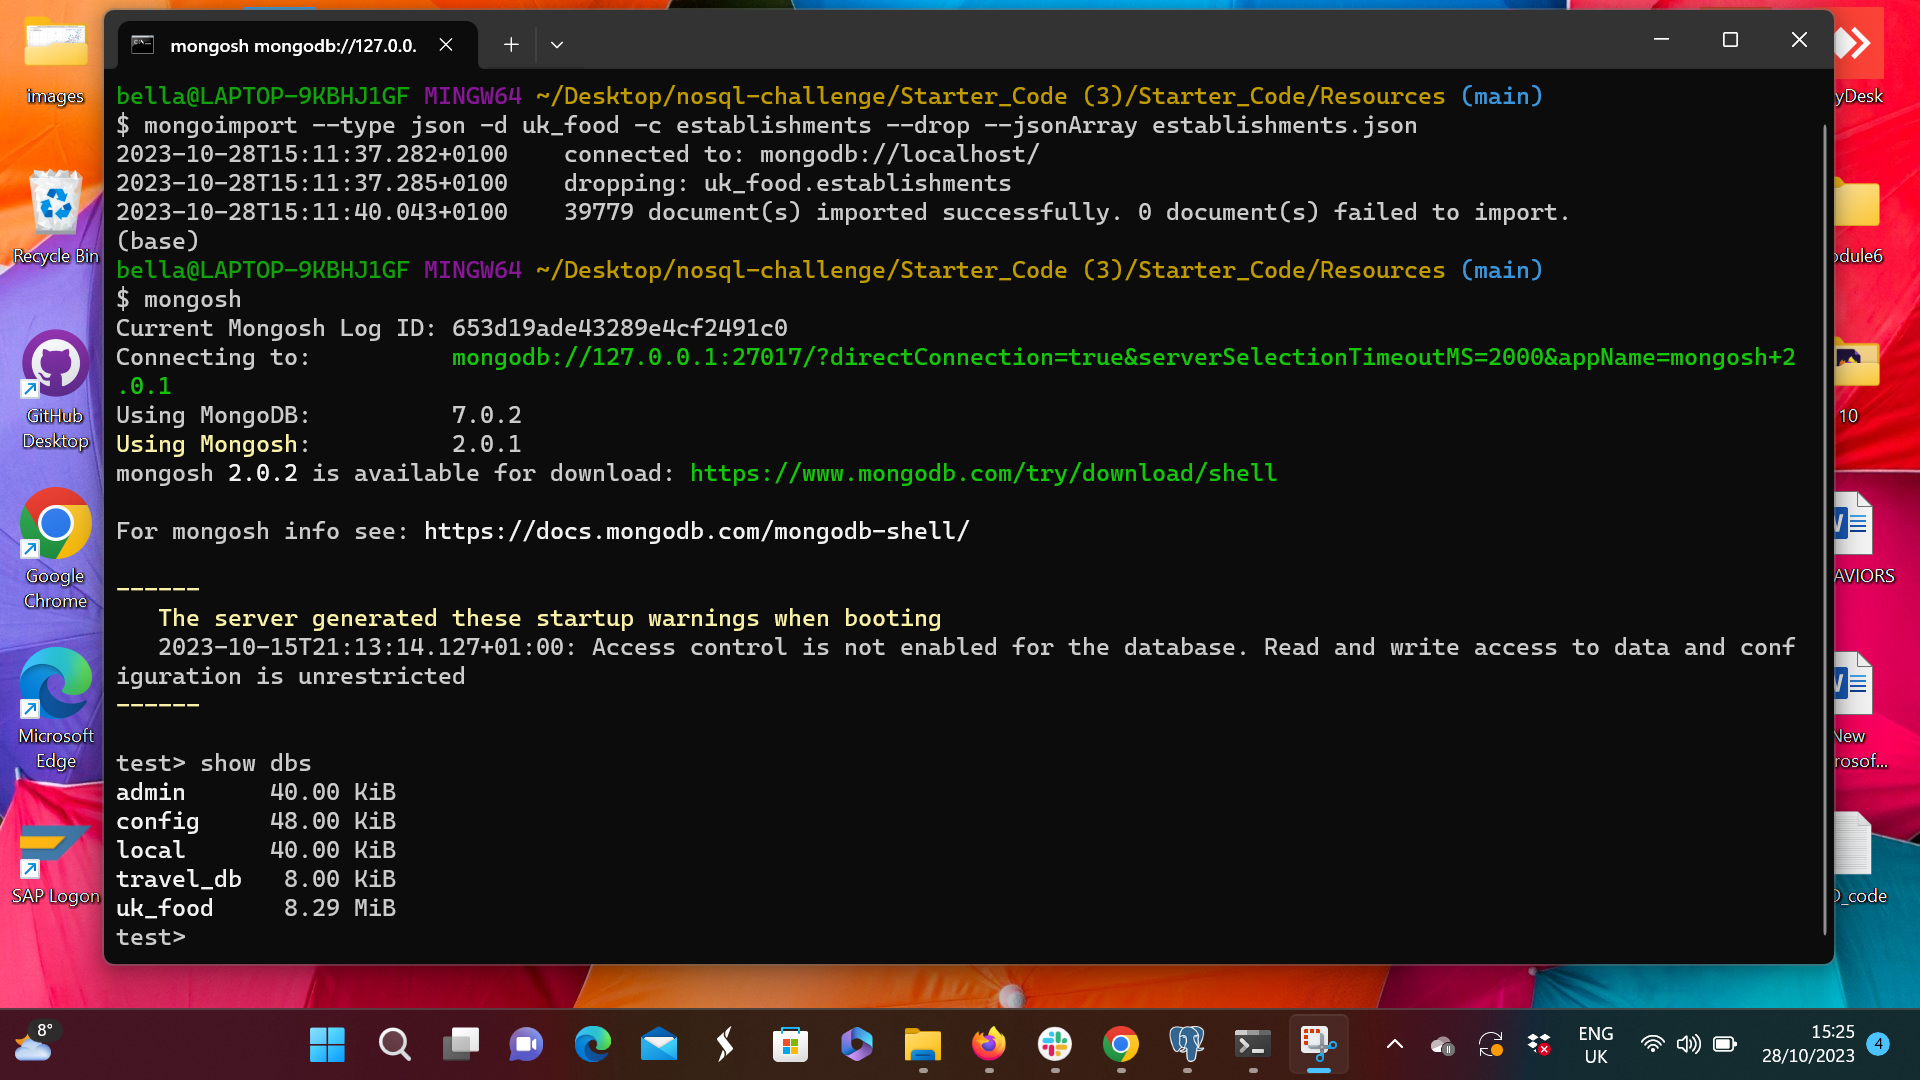 mongosh mongodb://127.0.0.
images
Recycle Bin
GitHub
Desktop
Google
Chrome
Microsoft
Edge
SAP Logon
bella@LAPTOP-9KBHJ1GF MINGW64 ~/Desktop/nosql-challenge/Starter_Code (3)/Starter_Code/Resources (main)
$ mongoimport --type json -d uk_food -c establishments --drop --jsonArray establishments.json
2023-10-28T15:11:37.282+0100    connected to: mongodb://localhost/
2023-10-28T15:11:37.285+0100    dropping: uk_food.establishments
2023-10-28T15:11:40.043+0100    39779 document(s) imported successfully. 0 document(s) failed to import.
(base)
bella@LAPTOP-9KBHJ1GF MINGW64 ~/Desktop/nosql-challenge/Starter_Code (3)/Starter_Code/Resources (main)
$ mongosh
Current Mongosh Log ID: 653d19ade43289e4cf2491c0
Connecting to:          mongodb://127.0.0.1:27017/?directConnection=true&serverSelectionTimeoutMS=2000&appName=mongosh+2
.0.1
Using MongoDB:          7.0.2
Using Mongosh:          2.0.1
mongosh 2.0.2 is available for download: https://www.mongodb.com/try/download/shell
For mongosh info see: https://docs.mongodb.com/mongodb-shell/
------
The server generated these startup warnings when booting
2023-10-15T21:13:14.127+01:00: Access control is not enabled for the database. Read and write access to data and conf
iguration is unrestricted
------
test> show dbs
admin      40.00 KiB
config     48.00 KiB
local      40.00 KiB
travel_db   8.00 KiB
uk_food     8.29 MiB
test>
yDesk
odule6
10
AVIORS
New
rosof...
D_code
8°
ENG
UK
15:25
28/10/2023
4